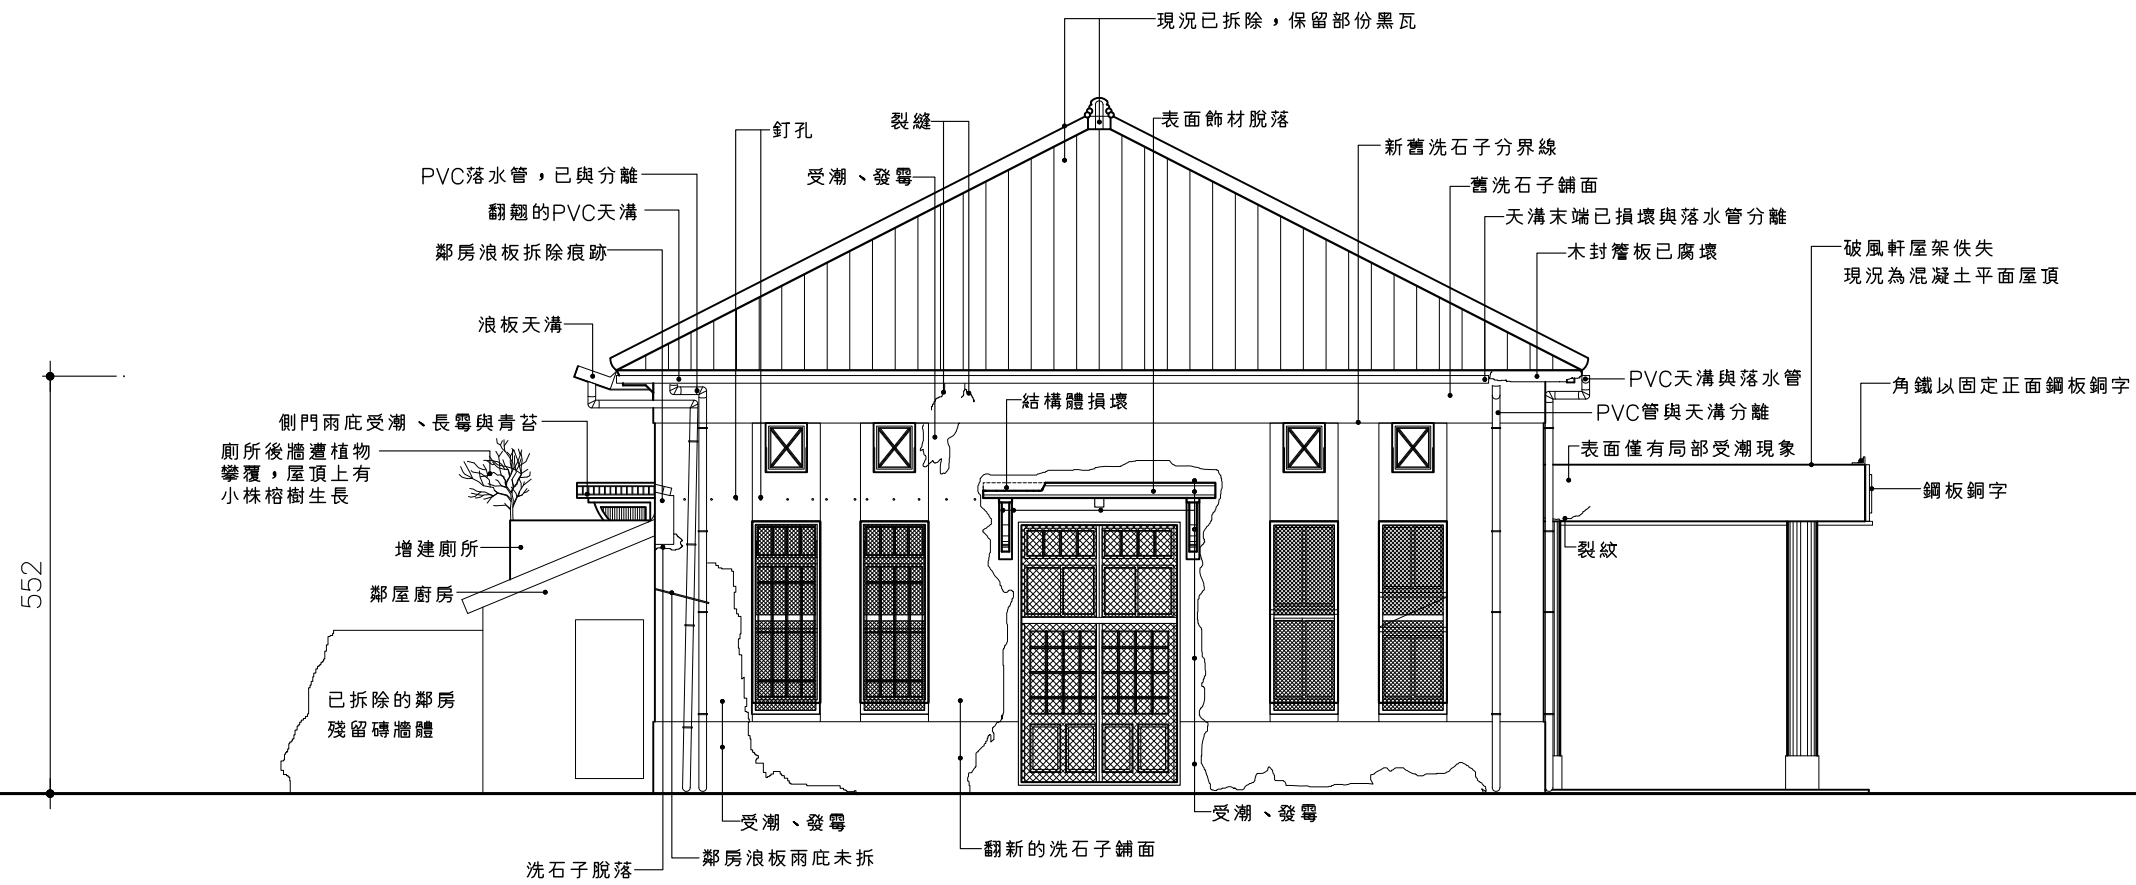 現況已拆除，保留部份黑瓦
釘孔
裂縫
表面飾材脫落
新舊洗石子分界線
PVC落水管，已與分離
受潮、發霉
舊洗石子鋪面
翻翹的PVC天溝
天溝末端已損壞與落水管分離
鄰房浪板拆除痕跡
木封簷板已腐壞
破風軒屋架佚失
現況為混凝土平面屋頂
浪板天溝
PVC天溝與落水管
角鐵以固定正面鋼板銅字
結構體損壞
PVC管與天溝分離
側門雨庇受潮、長霉與青苔
廁所後牆遭植物
攀覆，屋頂上有
小株榕樹生長
表面僅有局部受潮現象
鋼板銅字
增建廁所
裂紋
鄰屋廚房
552
已拆除的鄰房
殘留磚牆體
受潮、發霉
受潮、發霉
翻新的洗石子鋪面
鄰房浪板雨庇未拆
洗石子脫落